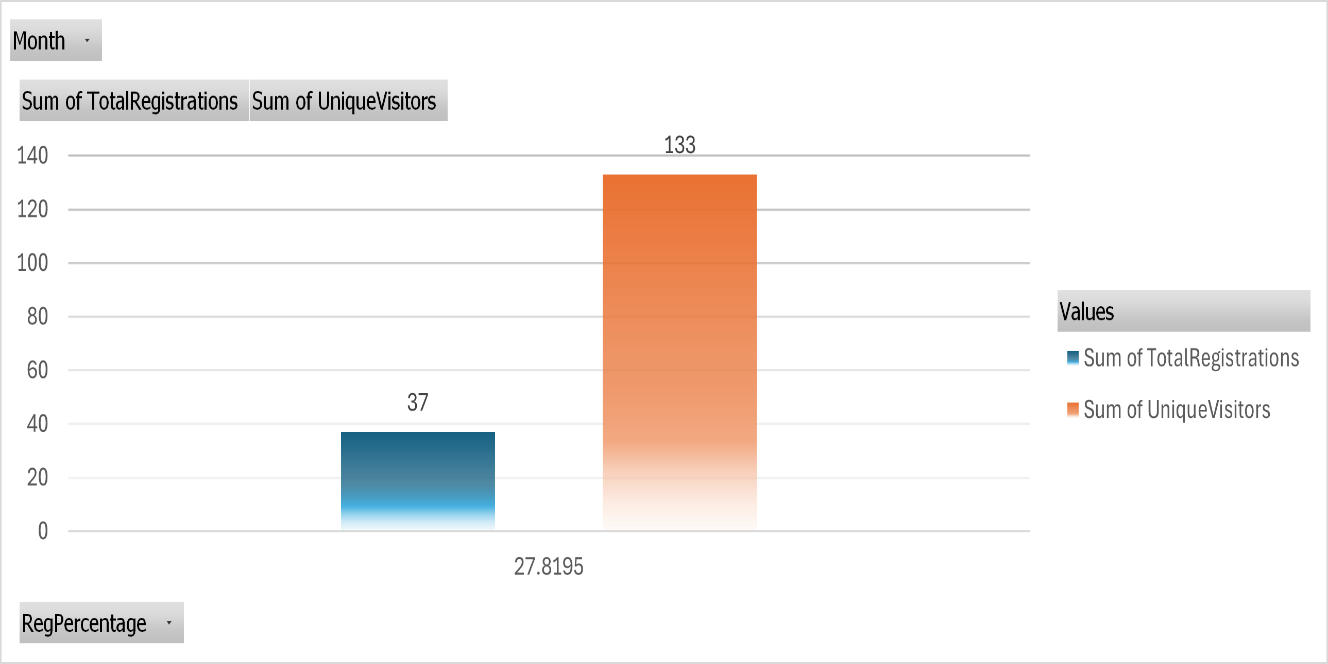 Month
Sum of TotalRegistrations Sum of UniqueVisitors
140
120
100
80
60
40
20
0
133
37
27.8195
Values
Sum of TotalRegistrations
Sum of UniqueVisitors
RegPercentage